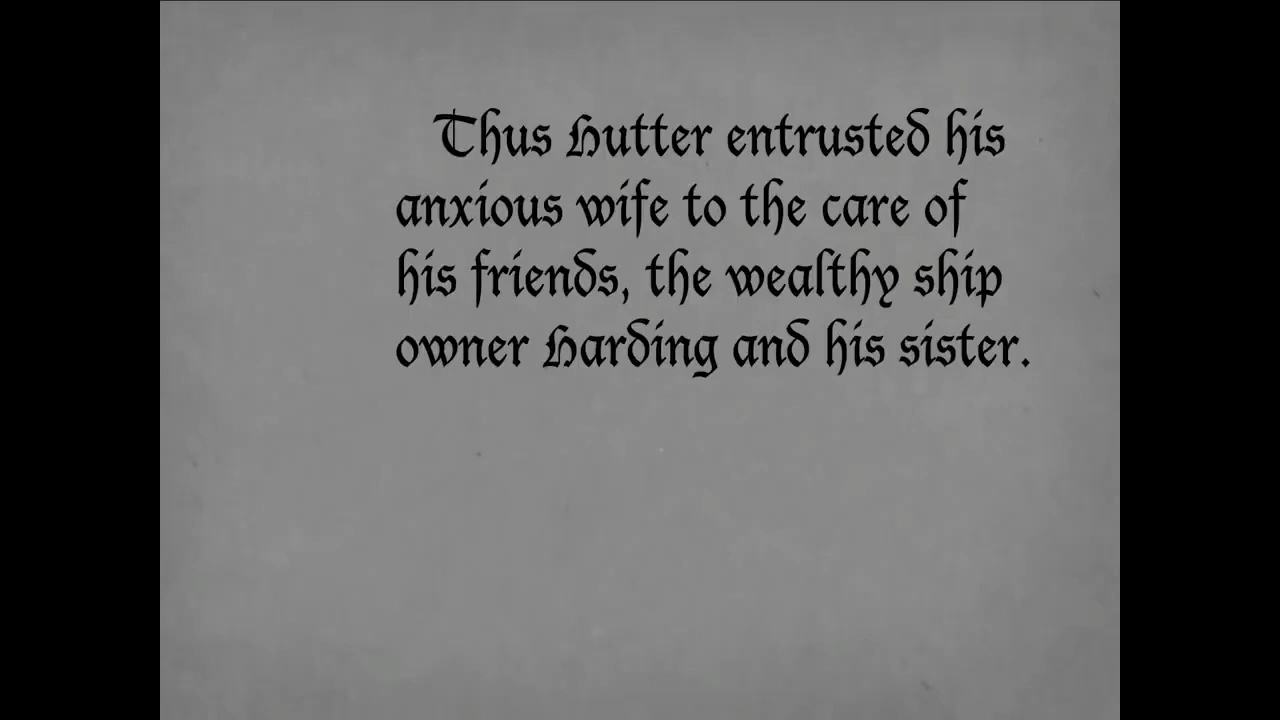 Thus Hutter entrusted his
anxious wife to the care of
his friends, the wealthy ship
owner Harding and his sister.